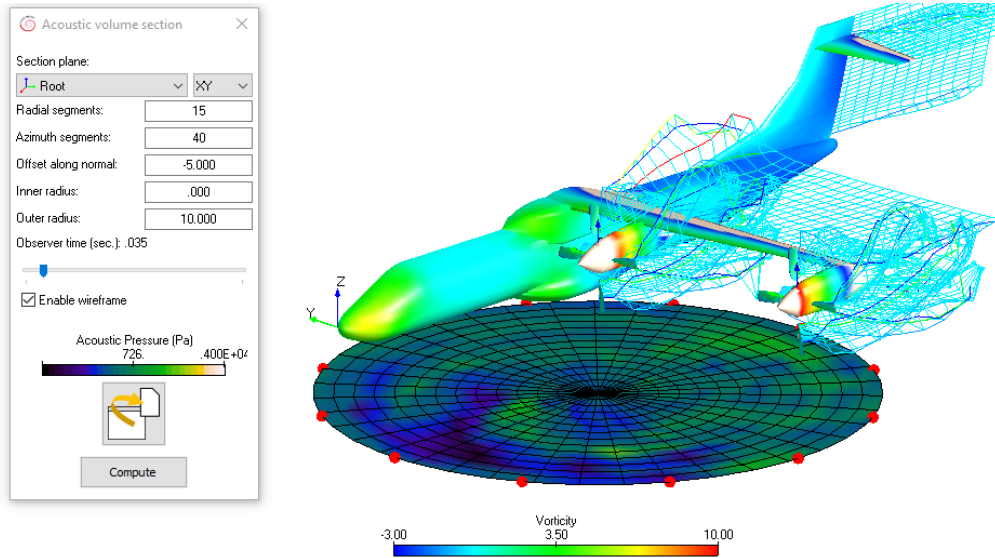 Acoustic volume section
Section plane:
Root XY
Radial segments: 15
Azimuth segments: 40
Offset along normal: -5.000
Inner radius: .000
Outer radius: 10.000
Observer time (sec.): .035
Enable wireframe
Acoustic Pressure (Pa)
726. .400E+04
Compute
Z
Y
Vorticity
-3.00 3.50 10.00